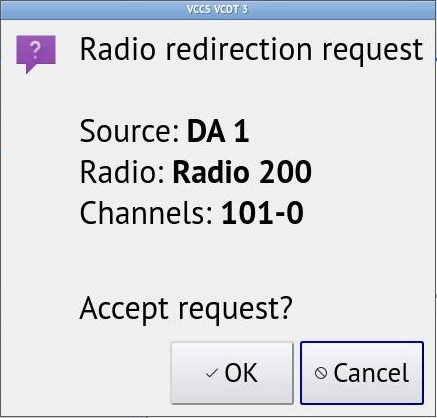 VCCS VCDT 3
Radio redirection request
Source: DA 1
Radio: Radio 200
Channels: 101-0
Accept request?
OK Cancel